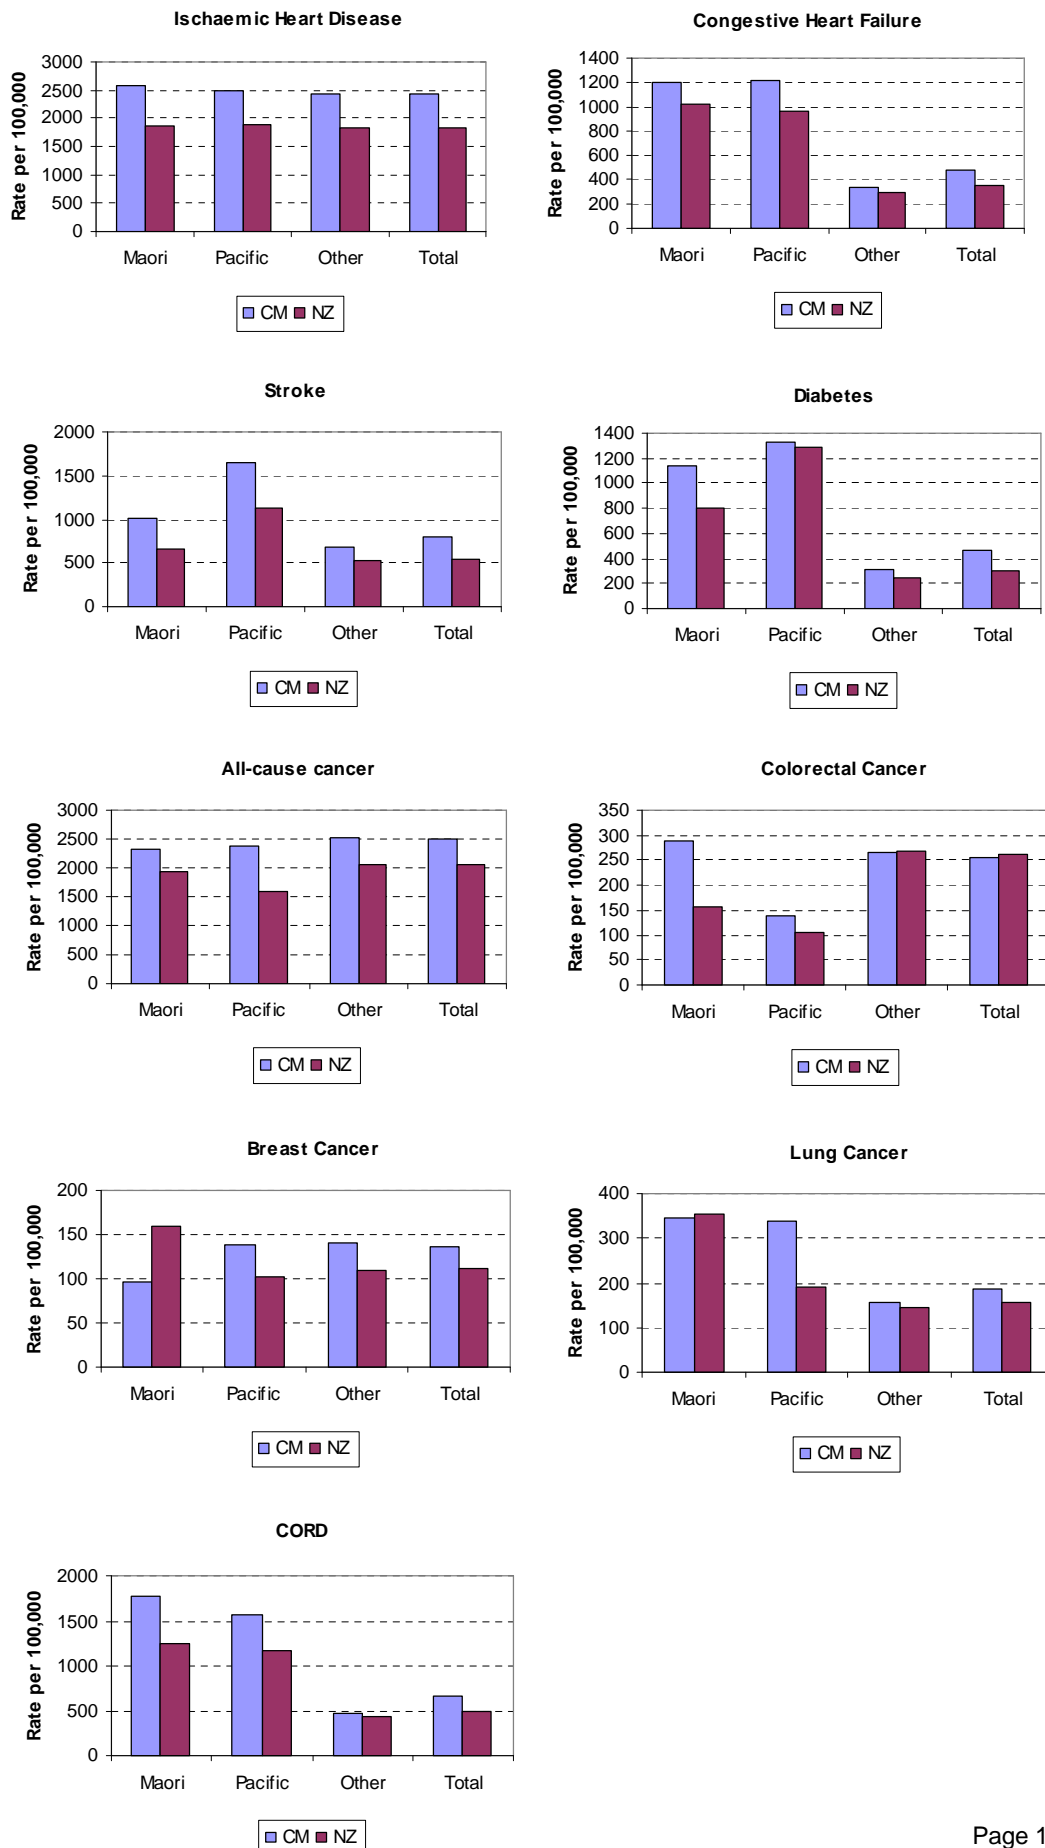 Ischaemic Heart Disease
Rate per 100,000
3000
2500
2000
1500
1000
500
0
Maori Pacific Other Total
CM NZ
Congestive Heart Failure
Rate per 100,000
1400
1200
1000
800
600
400
200
0
Maori Pacific Other Total
CM NZ
Stroke
Rate per 100,000
2000
1500
1000
500
0
Maori Pacific Other Total
CM NZ
Diabetes
Rate per 100,000
1400
1200
1000
800
600
400
200
0
Maori Pacific Other Total
CM NZ
All-cause cancer
Rate per 100,000
3000
2500
2000
1500
1000
500
0
Maori Pacific Other Total
CM NZ
Colorectal Cancer
Rate per 100,000
350
300
250
200
150
100
50
0
Maori Pacific Other Total
CM NZ
Breast Cancer
Rate per 100,000
200
150
100
50
0
Maori Pacific Other Total
CM NZ
Lung Cancer
Rate per 100,000
400
300
200
100
0
Maori Pacific Other Total
CM NZ
CORD
Rate per 100,000
2000
1500
1000
500
0
Maori Pacific Other Total
CM NZ
Page 1